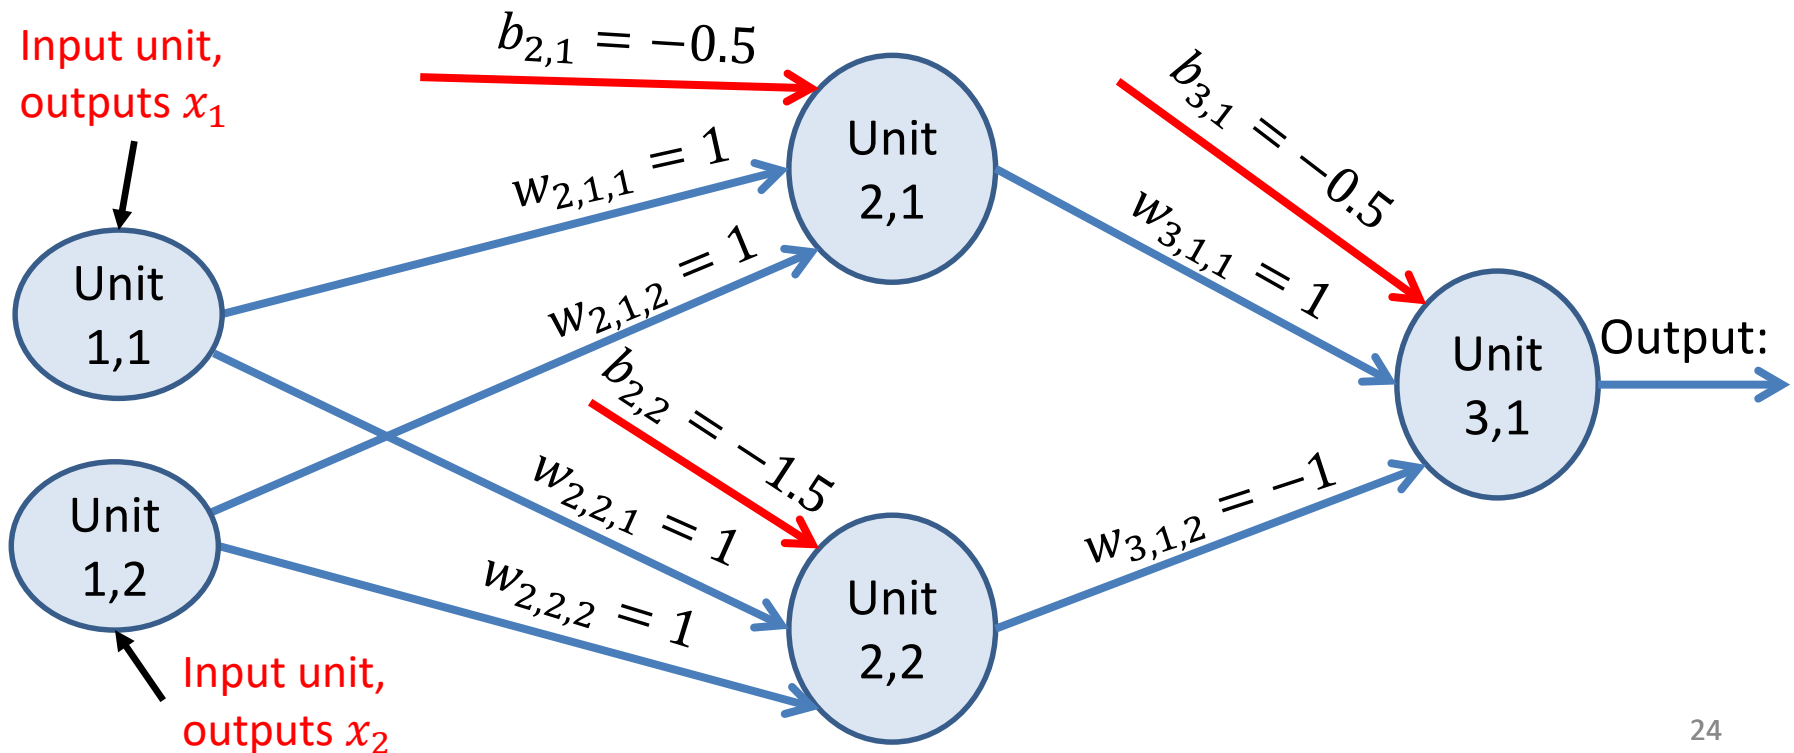 Input unit,
outputs x₁
b₂,₁ = −0.5
b₃,₁ = −0.5
Unit
2,1
w₂,₁,₁ = 1
w₃,₁,₁ = 1
w₂,₁,₂ = 1
Unit
1,1
Output:
Unit
3,1
b₂,₂ = −1.5
w₂,₂,₁ = 1
w₃,₁,₂ = −1
Unit
1,2
w₂,₂,₂ = 1
Unit
2,2
Input unit,
outputs x₂
24